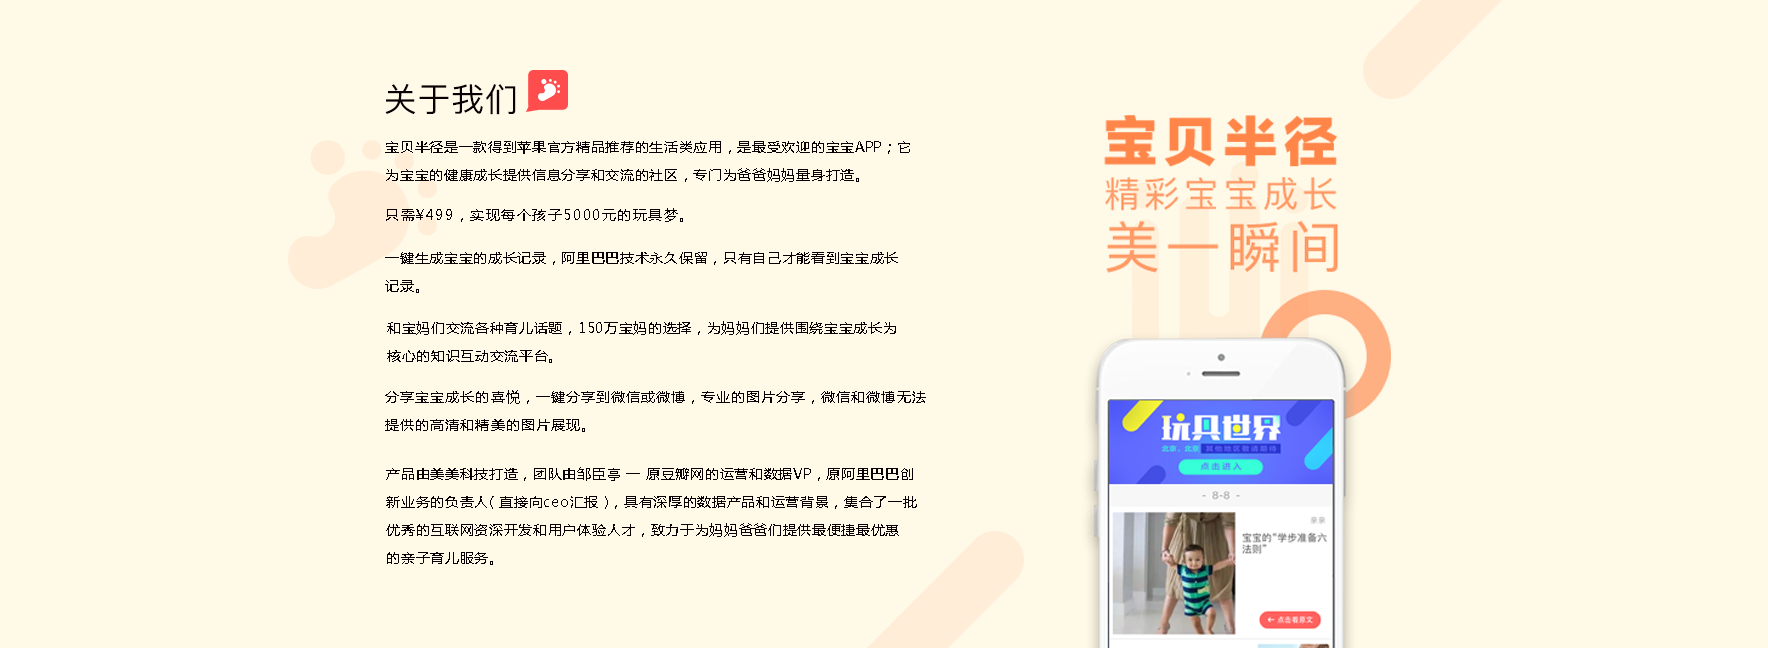 关于我们
宝贝半径是一款得到苹果官方精品推荐的生活类应用，是最受欢迎的宝宝APP；它
为宝宝的健康成长提供信息分享和交流的社区，专门为爸爸妈妈量身打造。
只需¥499，实现每个孩子5000元的玩具梦。
一键生成宝宝的成长记录，阿里巴巴技术永久保留，只有自己才能看到宝宝成长
记录。
和宝妈们交流各种育儿话题，150万宝妈的选择，为妈妈们提供围绕宝宝成长为
核心的知识互动交流平台。
分享宝宝成长的喜悦，一键分享到微信或微博，专业的图片分享，微信和微博无法
提供的高清和精美的图片展现。
产品由美美科技打造，团队由邹臣亭 — 原豆瓣网的运营和数据VP，原阿里巴巴创
新业务的负责人（直接向ceo汇报），具有深厚的数据产品和运营背景，集合了一批
优秀的互联网资深开发和用户体验人才，致力于为妈妈爸爸们提供最便捷最优惠
的亲子育儿服务。
宝贝半径
精彩宝宝成长
美一瞬间
玩具世界
北京、北京 其他地区敬请期待
点击进入
- 8-8 -
亲亲
宝宝的“学步准备六
法则”
← 点击看原文